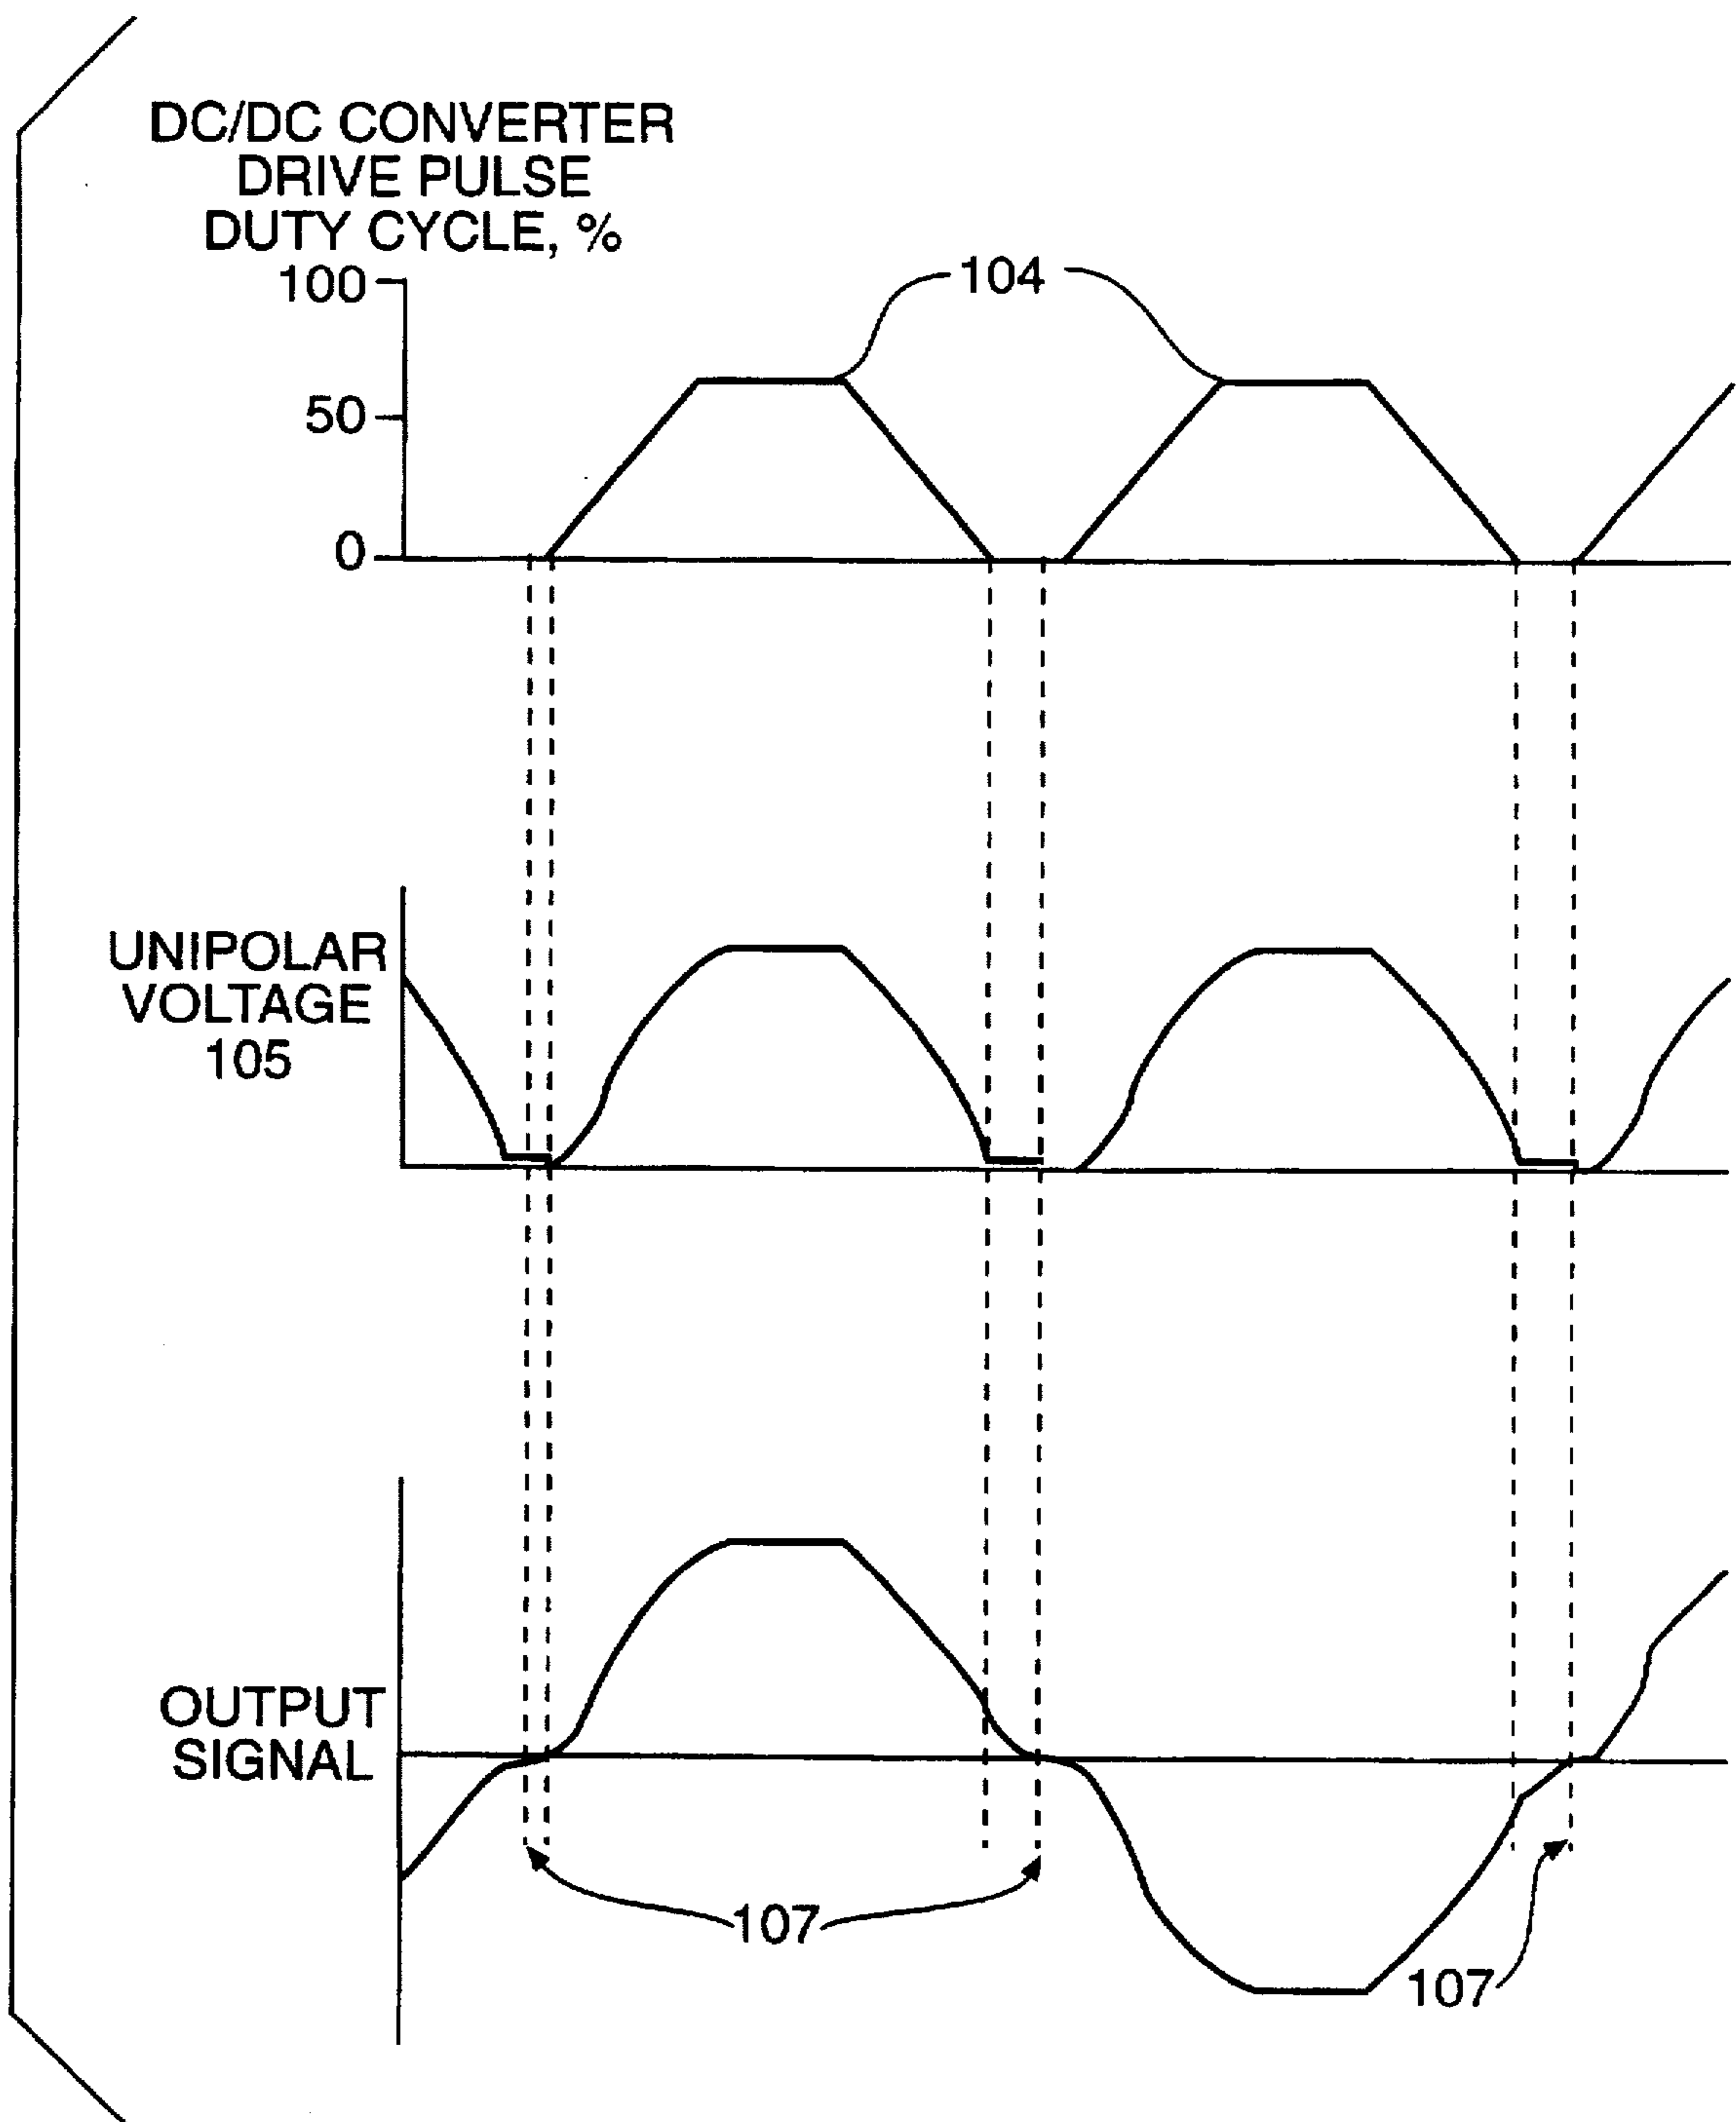 DC/DC CONVERTER
DRIVE PULSE
DUTY CYCLE, %
100
104
50
0
UNIPOLAR
VOLTAGE
105
OUTPUT
SIGNAL
107
107